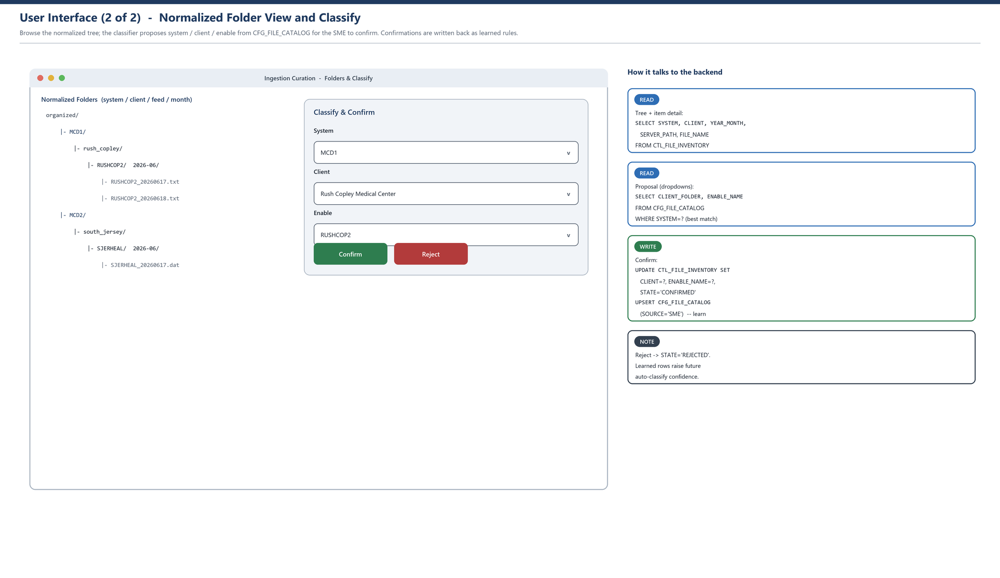 User Interface (2 of 2)  -  Normalized Folder View and Classify
Browse the normalized tree; the classifier proposes system / client / enable from CFG_FILE_CATALOG for the SME to confirm. Confirmations are written back as learned rules.
Ingestion Curation  -  Folders & Classify
Normalized Folders  (system / client / feed / month)
organized/
|- MCD1/
|- rush_copley/
|- RUSHCOP2/  2026-06/
|- RUSHCOP2_20260617.txt
|- RUSHCOP2_20260618.txt
|- MCD2/
|- south_jersey/
|- SJERHEAL/  2026-06/
|- SJERHEAL_20260617.dat
Classify & Confirm
System
MCD1 v
Client
Rush Copley Medical Center v
Enable
RUSHCOP2 v
Confirm Reject
How it talks to the backend
READ
Tree + item detail:
SELECT SYSTEM, CLIENT, YEAR_MONTH,
SERVER_PATH, FILE_NAME
FROM CTL_FILE_INVENTORY
READ
Proposal (dropdowns):
SELECT CLIENT_FOLDER, ENABLE_NAME
FROM CFG_FILE_CATALOG
WHERE SYSTEM=? (best match)
WRITE
Confirm:
UPDATE CTL_FILE_INVENTORY SET
CLIENT=?, ENABLE_NAME=?,
STATE='CONFIRMED'
UPSERT CFG_FILE_CATALOG
(SOURCE='SME')  -- learn
NOTE
Reject -> STATE='REJECTED'.
Learned rows raise future
auto-classify confidence.